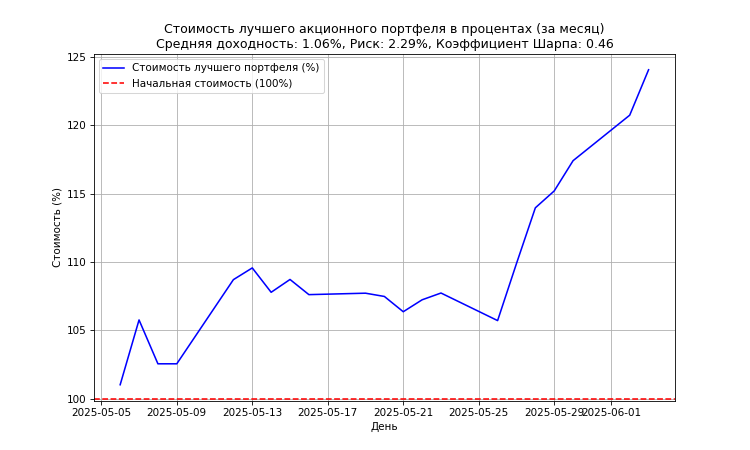 Стоимость лучшего акционного портфеля в процентах (за месяц)
Средняя доходность: 1.06%, Риск: 2.29%, Коэффициент Шарпа: 0.46
Стоимость лучшего портфеля (%)
Начальная стоимость (100%)
Стоимость (%)
125
120
115
110
105
100
2025-05-05 2025-05-09 2025-05-13 2025-05-17 2025-05-21 2025-05-25 2025-05-29 2025-06-01
День